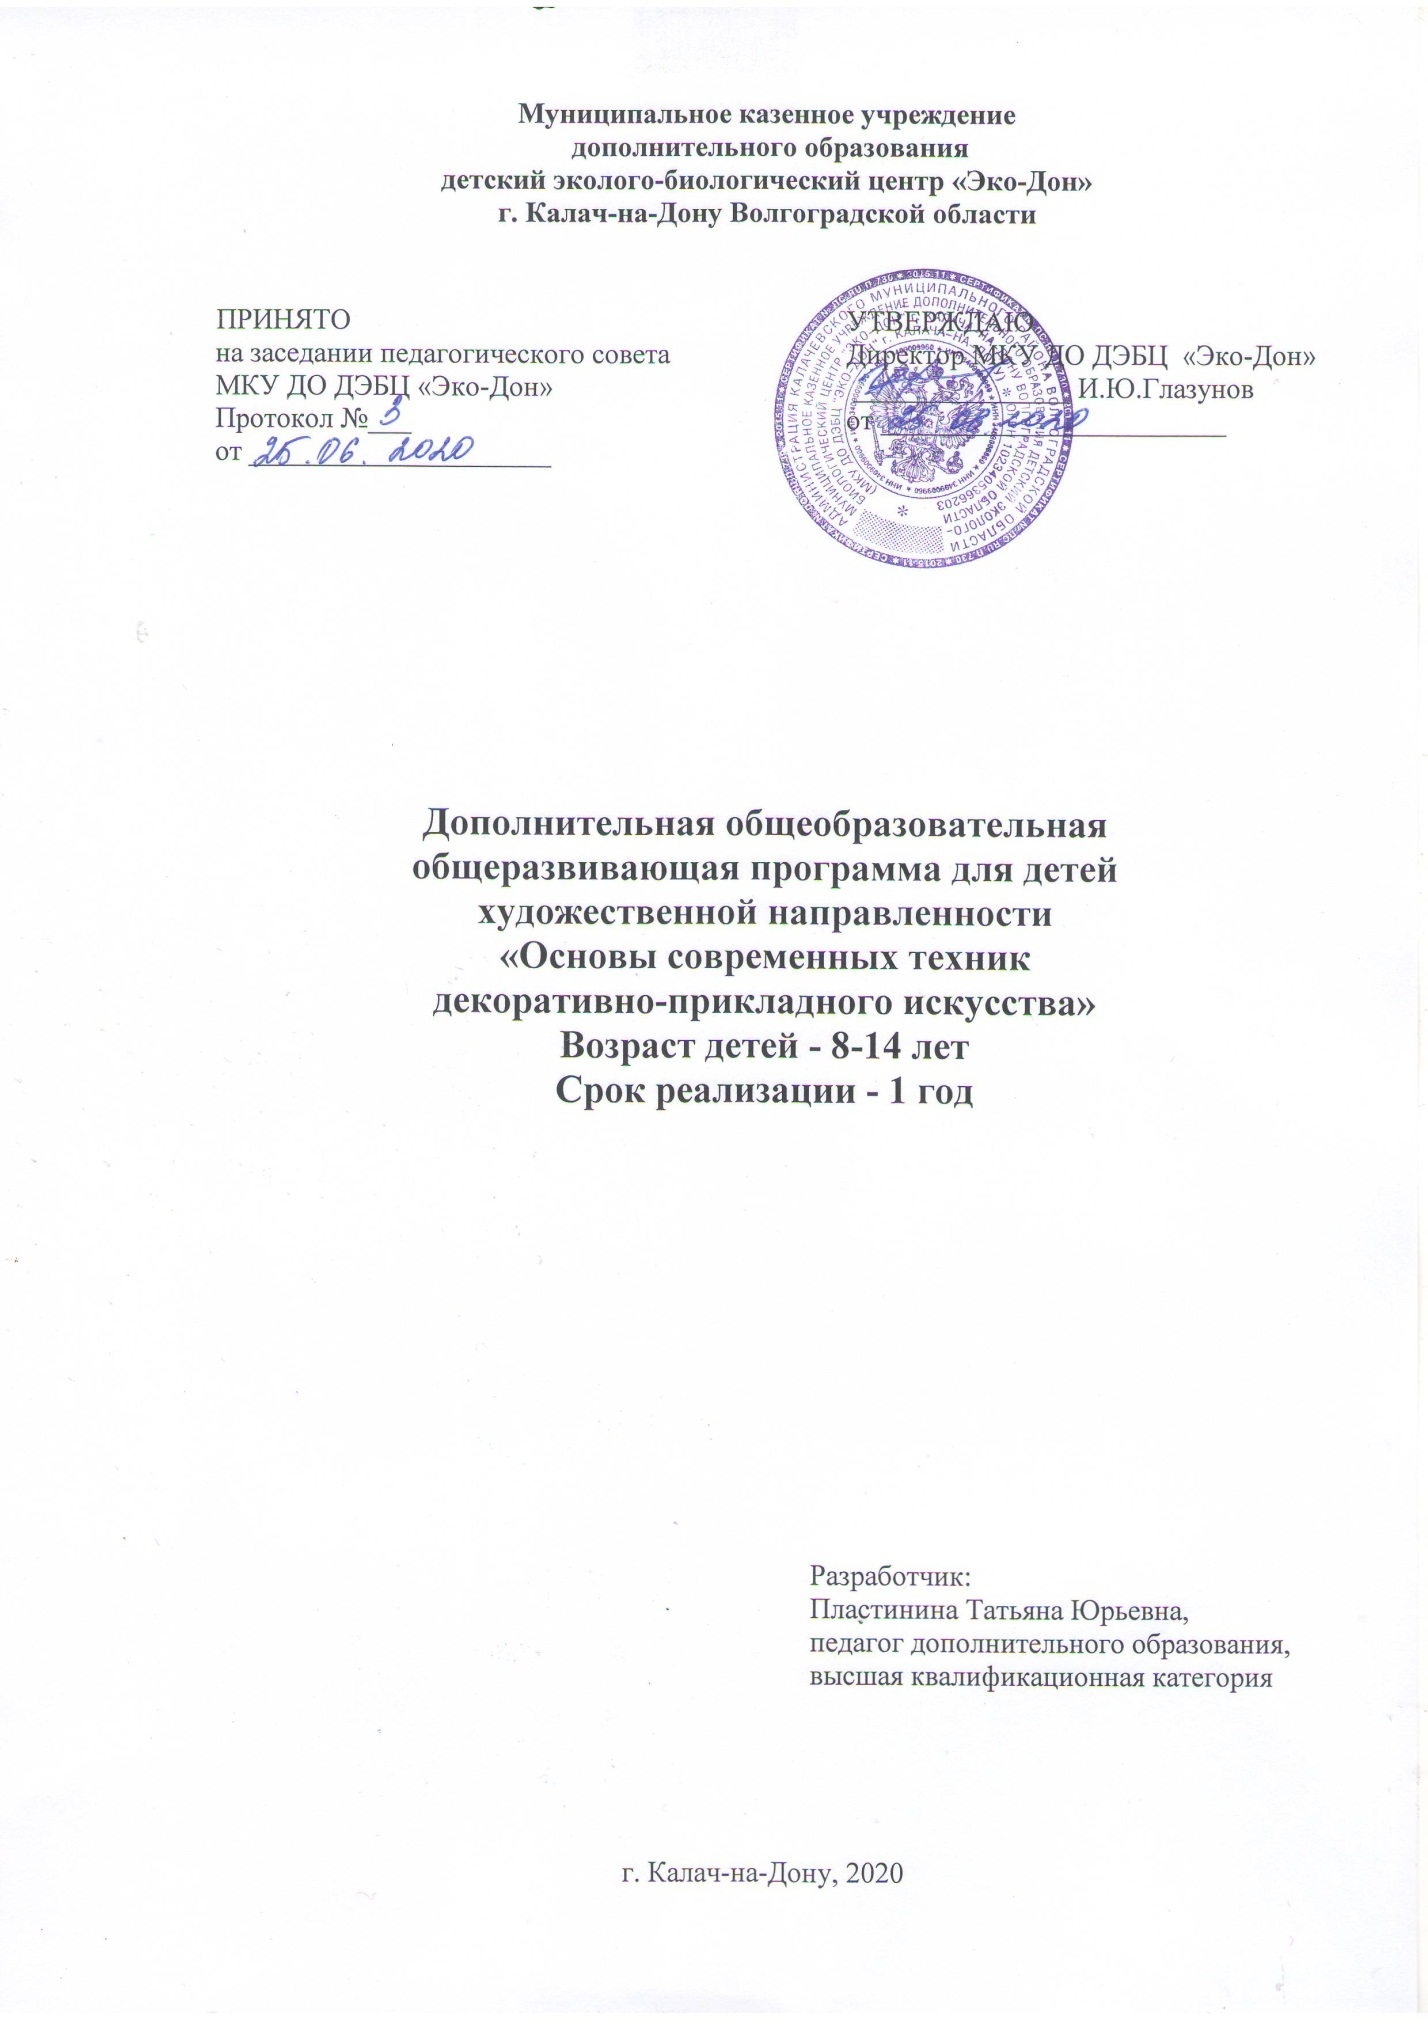 Муниципальное казенное учреждение
дополнительного образования
детский эколого-биологический центр «Эко-Дон»
г. Калач-на-Дону Волгоградской области
ПРИНЯТО
на заседании педагогического совета
МКУ ДО ДЭБЦ «Эко-Дон»
Протокол № 3
от 25.06. 2020
УТВЕРЖДАЮ
Директор МКУ ДО ДЭБЦ «Эко-Дон»
И.Ю.Глазунов
от 2020
Дополнительная общеобразовательная
общеразвивающая программа для детей
художественной направленности
«Основы современных техник
декоративно-прикладного искусства»
Возраст детей - 8-14 лет
Срок реализации - 1 год
Разработчик:
Пластинина Татьяна Юрьевна,
педагог дополнительного образования,
высшая квалификационная категория
г. Калач-на-Дону, 2020